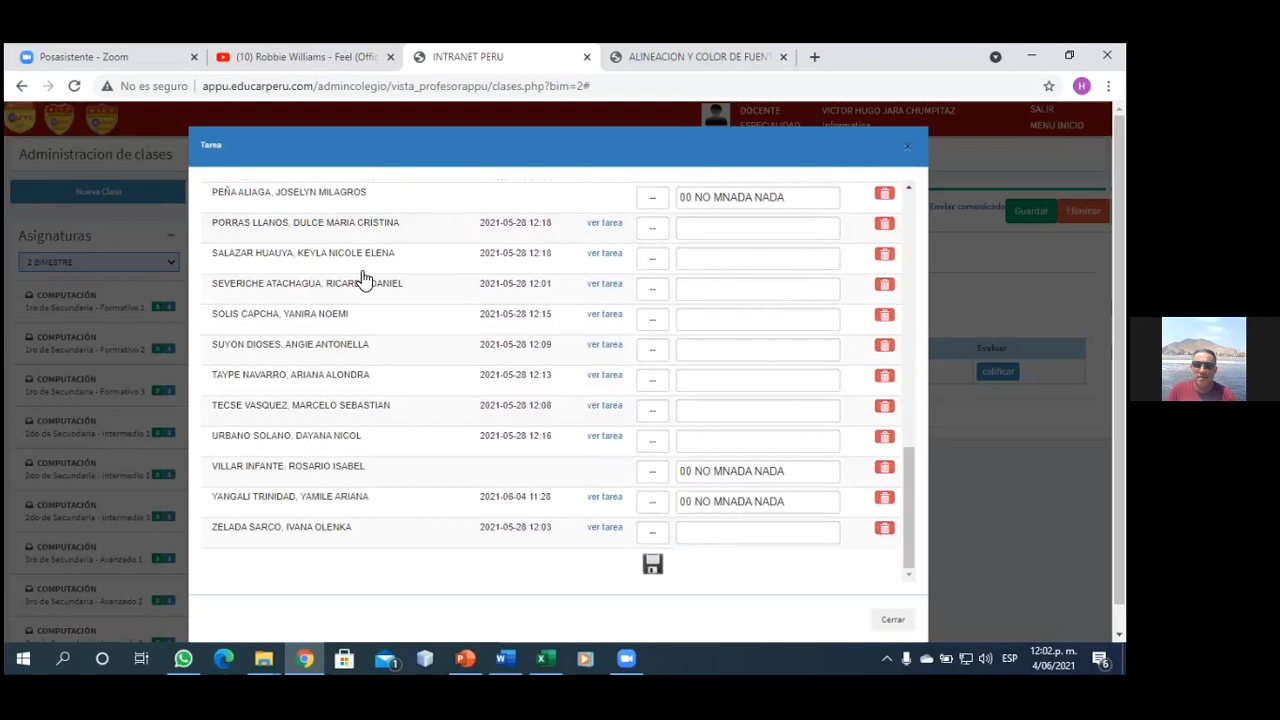 Posasistente - Zoom
(10) Robbie Williams - Feel (Offic
INTRANET PERU
ALINEACION Y COLOR DE FUEN
No es seguro
appu.educarperu.com/admincolegio/vista_profesorappu/clases.php?bim=2#
H
DOCENTE VICTOR HUGO JARA CHUMPITAZ SALIR
ESPECIALIDAD Informatica MENU INICIO
Administracion de clases
Nueva Clase
Asignaturas
2 BIMESTRE
COMPUTACIÓN
1ro de Secundaria - Formativo 1
COMPUTACIÓN
1ro de Secundaria - Formativo 2
COMPUTACIÓN
1ro de Secundaria - Formativo 3
COMPUTACIÓN
2do de Secundaria - Intermedio 1
COMPUTACIÓN
2do de Secundaria - Intermedio 2
COMPUTACIÓN
2do de Secundaria - Intermedio 3
COMPUTACIÓN
3ro de Secundaria - Avanzado 1
COMPUTACIÓN
3ro de Secundaria - Avanzado 2
COMPUTACIÓN
Tarea
PEÑA ALIAGA, JOSELYN MILAGROS -- 00 NO MNADA NADA
PORRAS LLANOS, DULCE MARIA CRISTINA 2021-05-28 12:18 ver tarea --
SALAZAR HUAUYA, KEYLA NICOLE ELENA 2021-05-28 12:18 ver tarea --
SEVERICHE ATACHAGUA, DANIEL 2021-05-28 12:01 ver tarea --
SOLIS CAPCHA, YANIRA NOEMI 2021-05-28 12:15 ver tarea --
SUYON DIOSES, ANGIE ANTONELLA 2021-05-28 12:09 ver tarea --
TAYPE NAVARRO, ARIANA ALONDRA 2021-05-28 12:13 ver tarea --
TECSE VASQUEZ, MARCELO SEBASTIAN 2021-05-28 12:08 ver tarea --
URBANO SOLANO, DAYANA NICOL 2021-05-28 12:16 ver tarea --
VILLAR INFANTE, ROSARIO ISABEL -- 00 NO MNADA NADA
YANGALI TRINIDAD, YAMILE ARIANA 2021-06-04 11:28 ver tarea -- 00 NO MNADA NADA
ZELADA SARCO, IVANA OLENKA 2021-05-28 12:03 ver tarea --
Cerrar
Enviar comunicado
Guardar
Eliminar
Evaluar
calificar
ESP
12:02 p. m.
4/06/2021
6
1